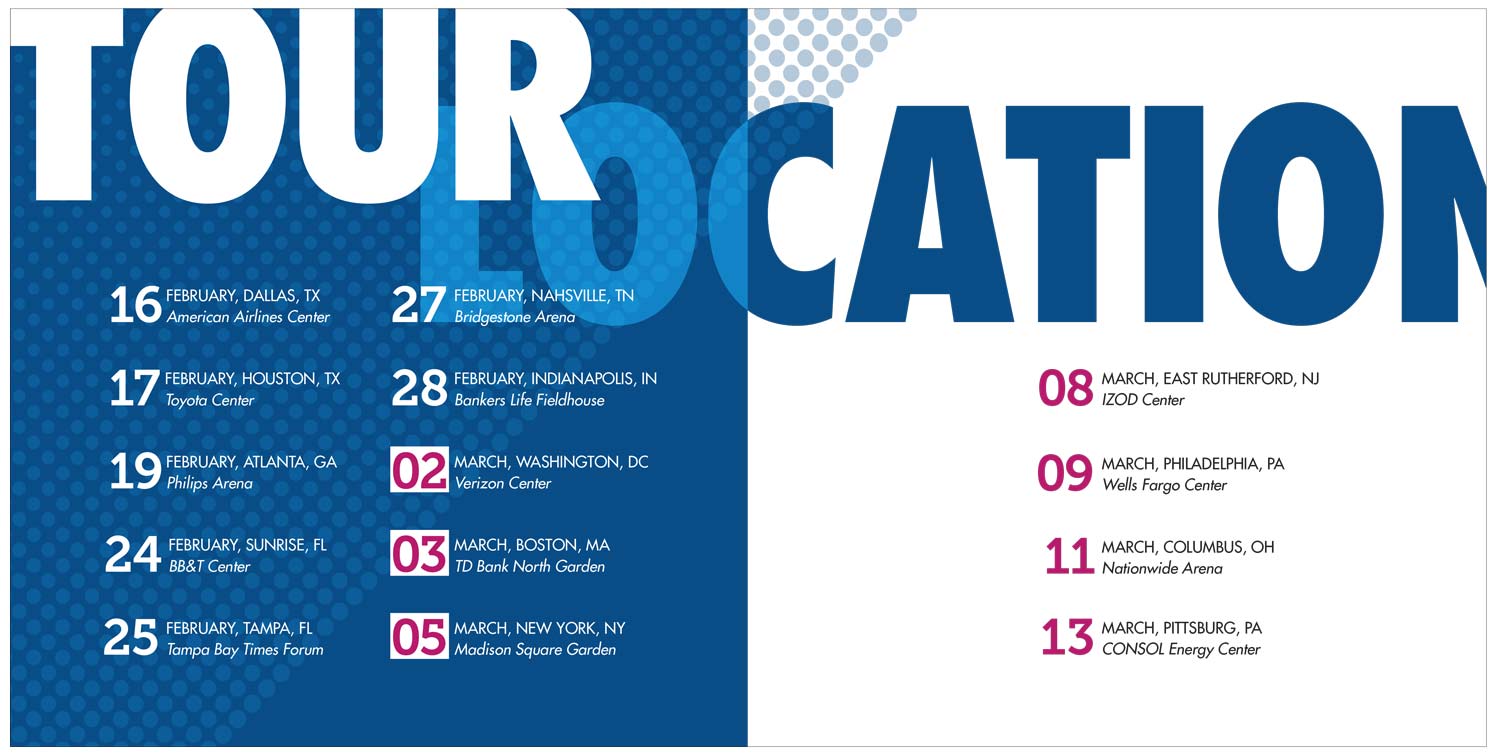 TOUR
LOCATION
16 FEBRUARY, DALLAS, TX
American Airlines Center
17 FEBRUARY, HOUSTON, TX
Toyota Center
19 FEBRUARY, ATLANTA, GA
Philips Arena
24 FEBRUARY, SUNRISE, FL
BB&T Center
25 FEBRUARY, TAMPA, FL
Tampa Bay Times Forum
27 FEBRUARY, NAHSVILLE, TN
Bridgestone Arena
28 FEBRUARY, INDIANAPOLIS, IN
Bankers Life Fieldhouse
02 MARCH, WASHINGTON, DC
Verizon Center
03 MARCH, BOSTON, MA
TD Bank North Garden
05 MARCH, NEW YORK, NY
Madison Square Garden
08 MARCH, EAST RUTHERFORD, NJ
IZOD Center
09 MARCH, PHILADELPHIA, PA
Wells Fargo Center
11 MARCH, COLUMBUS, OH
Nationwide Arena
13 MARCH, PITTSBURG, PA
CONSOL Energy Center